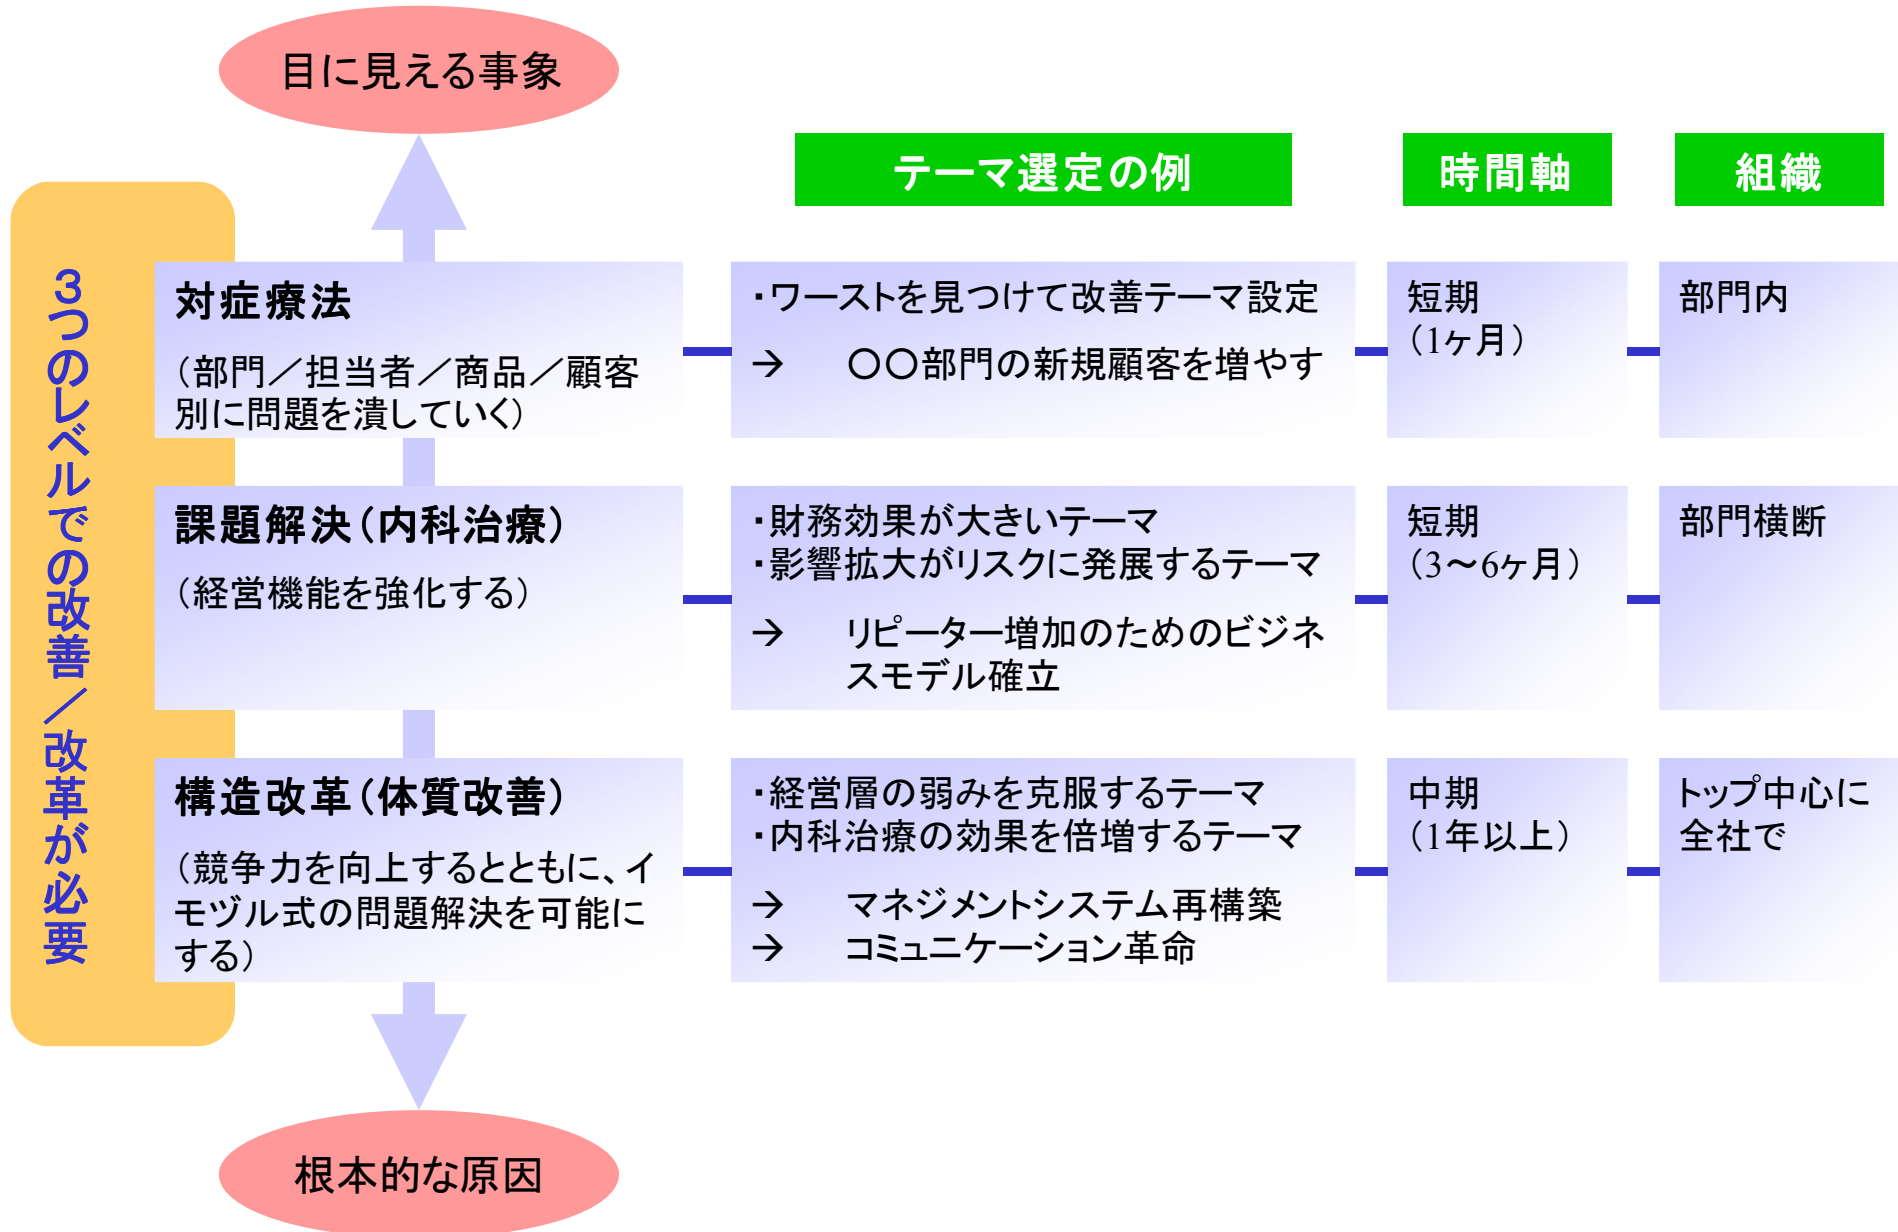 目に見える事象
テーマ選定の例
時間軸
組織
3つのレベルでの改善／改革が必要
対症療法
（部門／担当者／商品／顧客
別に問題を潰していく）
・ワーストを見つけて改善テーマ設定
→ 〇〇部門の新規顧客を増やす
短期
（1ヶ月）
部門内
課題解決（内科治療）
（経営機能を強化する）
・財務効果が大きいテーマ
・影響拡大がリスクに発展するテーマ
→ リピーター増加のためのビジネ
スモデル確立
短期
（3〜6ヶ月）
部門横断
構造改革（体質改善）
（競争力を向上するとともに、イ
モヅル式の問題解決を可能に
する）
・経営層の弱みを克服するテーマ
・内科治療の効果を倍増するテーマ
→ マネジメントシステム再構築
→ コミュニケーション革命
中期
（1年以上）
トップ中心に
全社で
根本的な原因